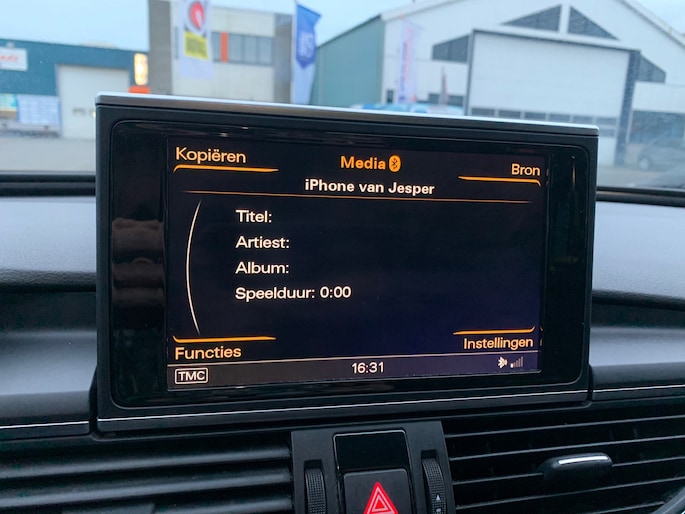 Kopiëren
Media
Bron
iPhone van Jesper
Titel:
Artiest:
Album:
Speelduur: 0:00
Functies
Instellingen
TMC
16:31